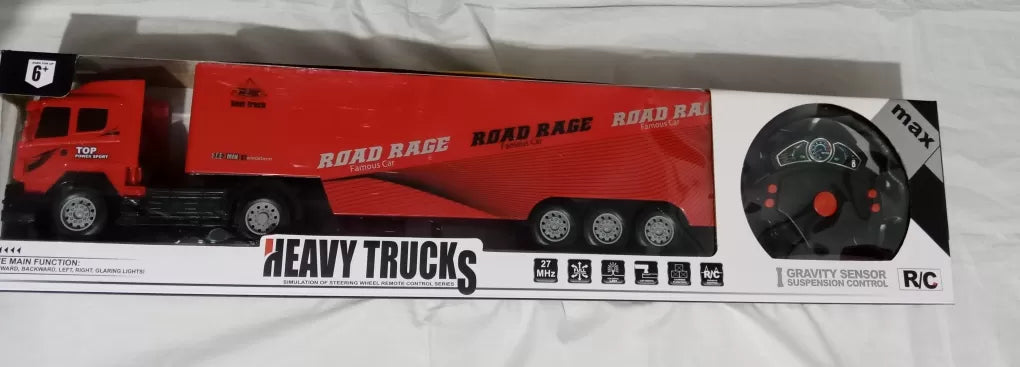 6+
TOP
POWER SPORT
Heat Truck
ROAD RAGE
Famous Car
ROAD RAGE
Famous Car
ROAD RA
Famous Car
max
E MAIN FUNCTION:
WARD, BACKWARD, LEFT, RIGHT, GLARING LIGHTS!
HEAVY TRUCKS
SIMULATION OF STEERING WHEEL REMOTE CONTROL SERIES
27
MHz
R/C
GRAVITY SENSOR
SUSPENSION CONTROL
R/C